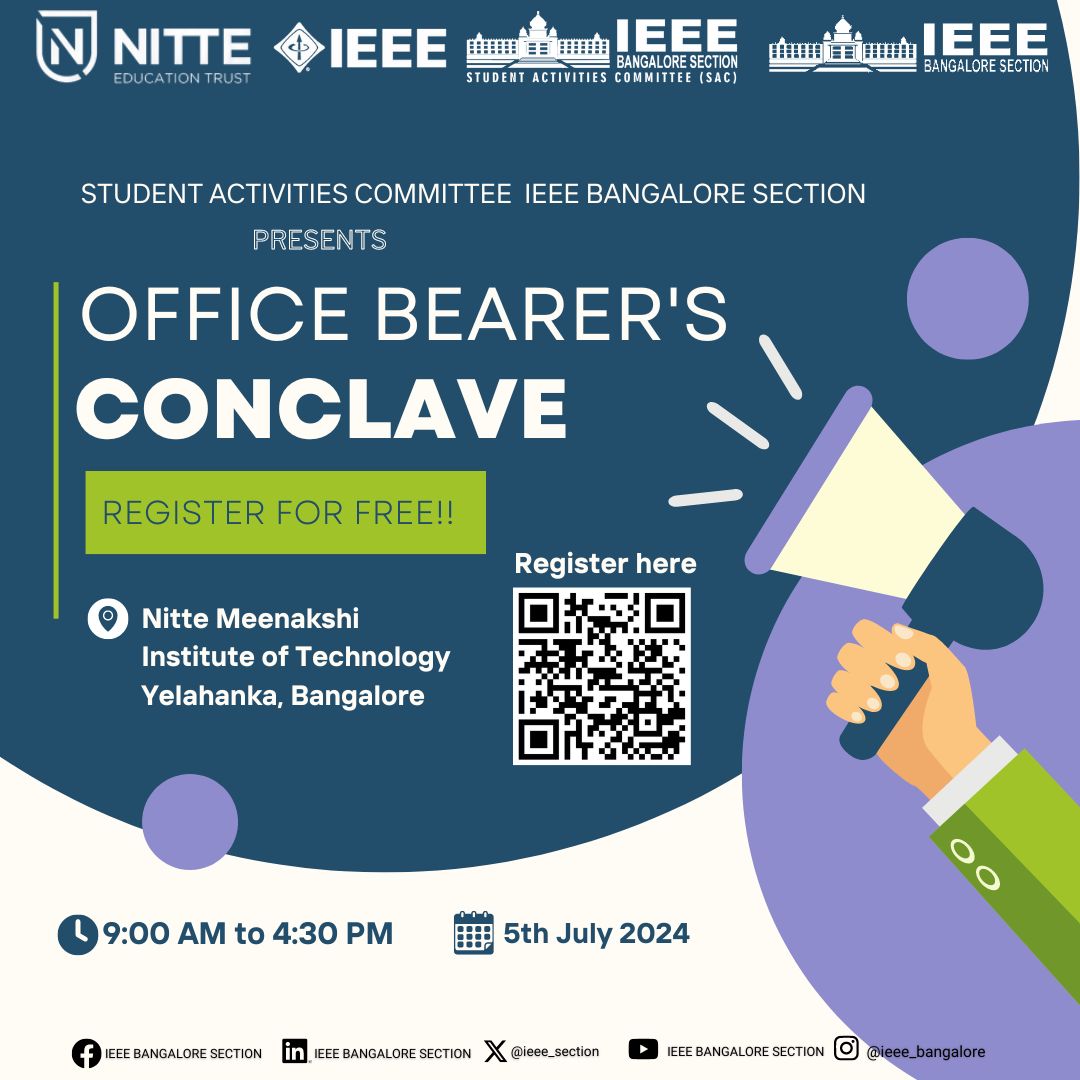 NITTE
EDUCATION TRUST
IEEE
IEEE
BANGALORE SECTION
STUDENT ACTIVITIES COMMITTEE (SAC)
IEEE
BANGALORE SECTION
STUDENT ACTIVITIES COMMITTEE IEEE BANGALORE SECTION
PRESENTS
OFFICE BEARER'S
CONCLAVE
REGISTER FOR FREE!!
Register here
Nitte Meenakshi
Institute of Technology
Yelahanka, Bangalore
9:00 AM to 4:30 PM
5th July 2024
IEEE BANGALORE SECTION
IEEE BANGALORE SECTION
@ieee_section
IEEE BANGALORE SECTION
@ieee_bangalore